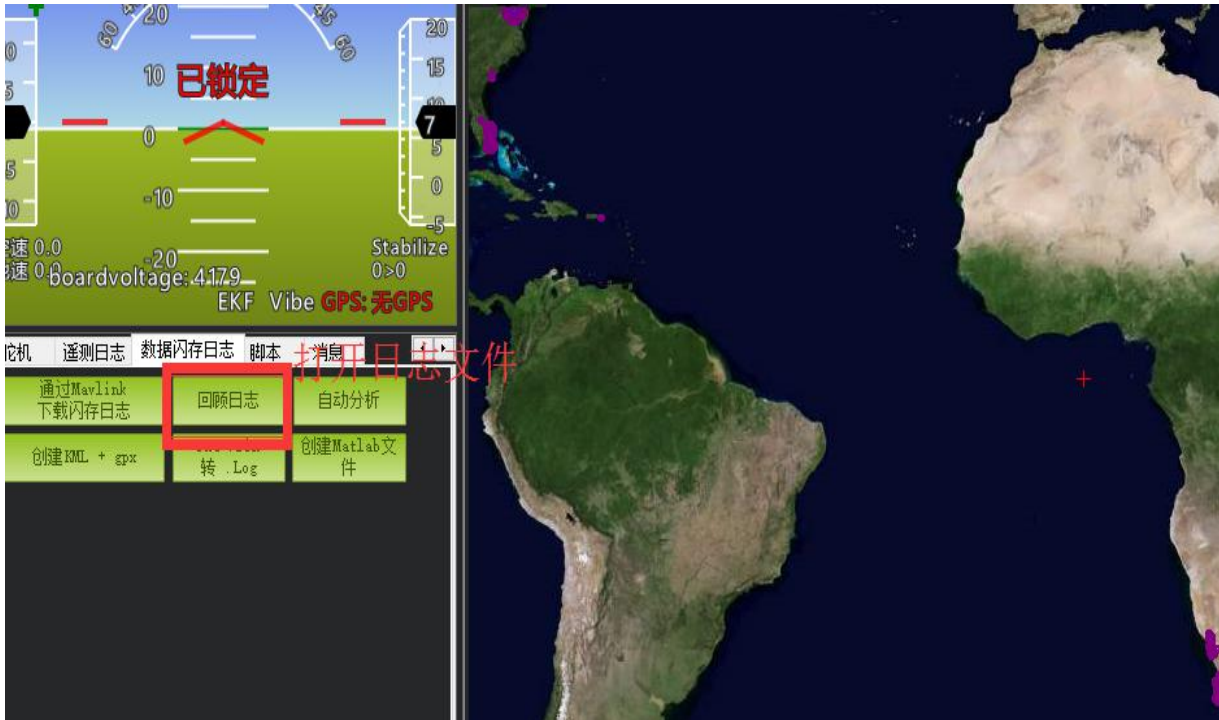 20
60
45
60
20
10
已锁定
15
10
7
0
5
-10
0
-5
速 0.0
Stabilize
-20
0>0
速 0.0
boardvoltage: 4179
EKF Vibe GPS: 无GPS
遥测日志 数据闪存日志 脚本 消息
打开日志文件
通过Mavlink
下载闪存日志
回顾日志
自动分析
创建KML + gpx
转 .Log
创建Matlab文
件